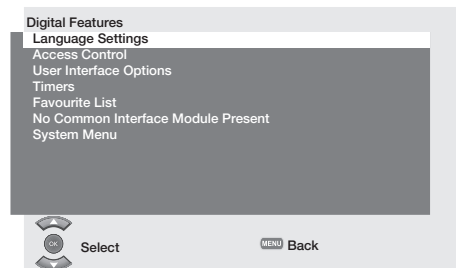 Digital Features
Language Settings
Access Control
User Interface Options
Timers
Favourite List
No Common Interface Module Present
System Menu
OK Select MENU Back